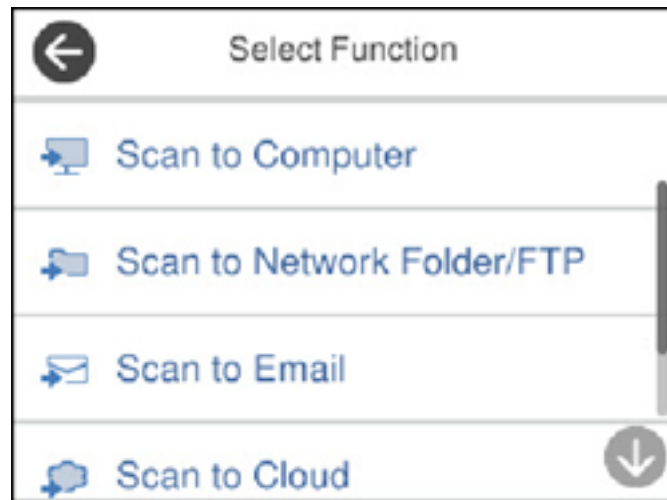 Select Function
Scan to Computer
Scan to Network Folder/FTP
Scan to Email
Scan to Cloud